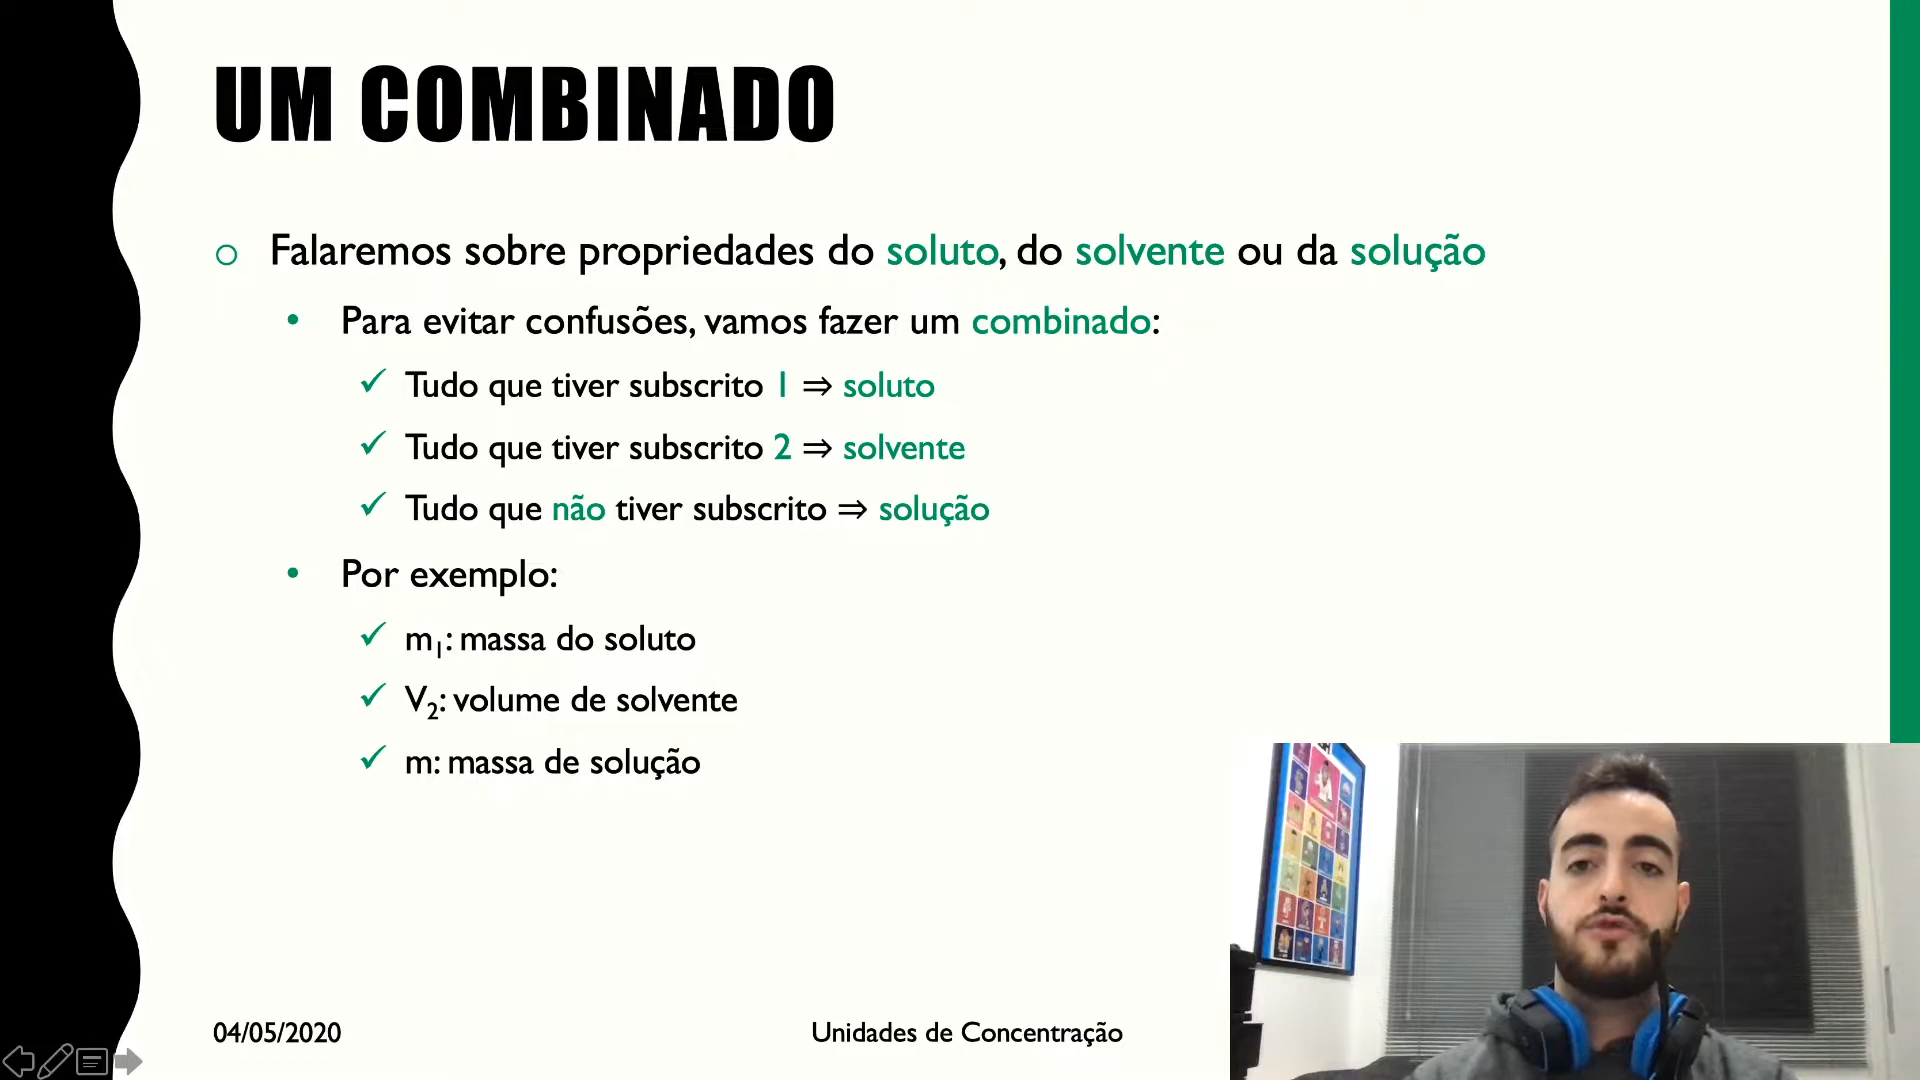 UM COMBINADO
Falaremos sobre propriedades do soluto, do solvente ou da solução
Para evitar confusões, vamos fazer um combinado:
Tudo que tiver subscrito 1 ⇒ soluto
Tudo que tiver subscrito 2 ⇒ solvente
Tudo que não tiver subscrito ⇒ solução
Por exemplo:
m₁: massa do soluto
V₂: volume de solvente
m: massa de solução
04/05/2020
Unidades de Concentração